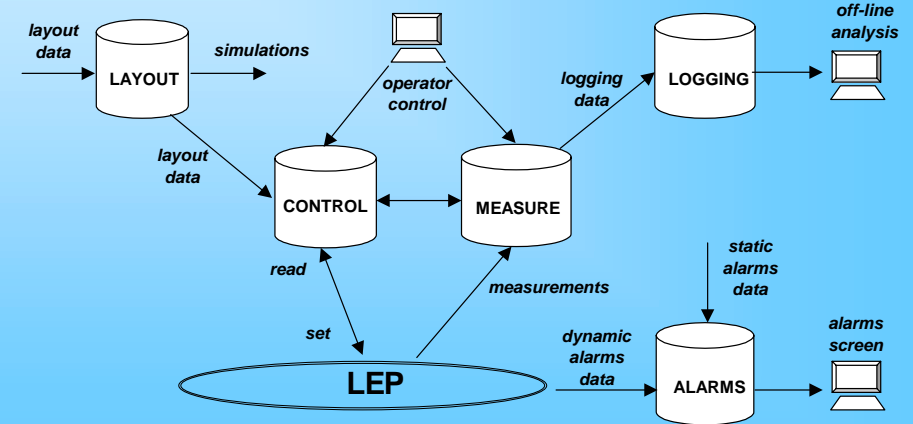 layout
data
LAYOUT
simulations
operator
control
logging
data
LOGGING
off-line
analysis
layout
data
CONTROL
MEASURE
read
set
measurements
LEP
dynamic
alarms
data
static
alarms
data
ALARMS
alarms
screen